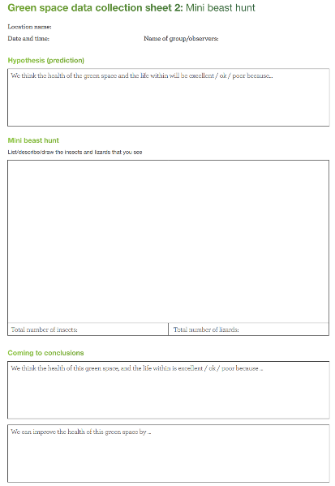 Green space data collection sheet 2: Mini beast hunt
Location name:
Date and time: Name of group/observers:
Hypothesis (prediction)
We think the health of the green space and the life within will be excellent / ok / poor because...
Mini beast hunt
List/describe/draw the insects and lizards that you see
Total number of insects: Total number of lizards:
Coming to conclusions
We think the health of this green space, and the life within is excellent / ok / poor because ...
We can improve the health of this green space by ...